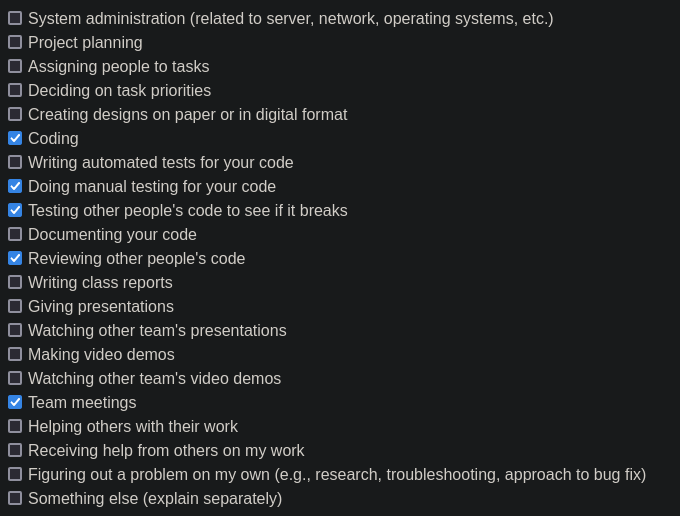 System administration (related to server, network, operating systems, etc.)
Project planning
Assigning people to tasks
Deciding on task priorities
Creating designs on paper or in digital format
Coding
Writing automated tests for your code
Doing manual testing for your code
Testing other people's code to see if it breaks
Documenting your code
Reviewing other people's code
Writing class reports
Giving presentations
Watching other team's presentations
Making video demos
Watching other team's video demos
Team meetings
Helping others with their work
Receiving help from others on my work
Figuring out a problem on my own (e.g., research, troubleshooting, approach to bug fix)
Something else (explain separately)